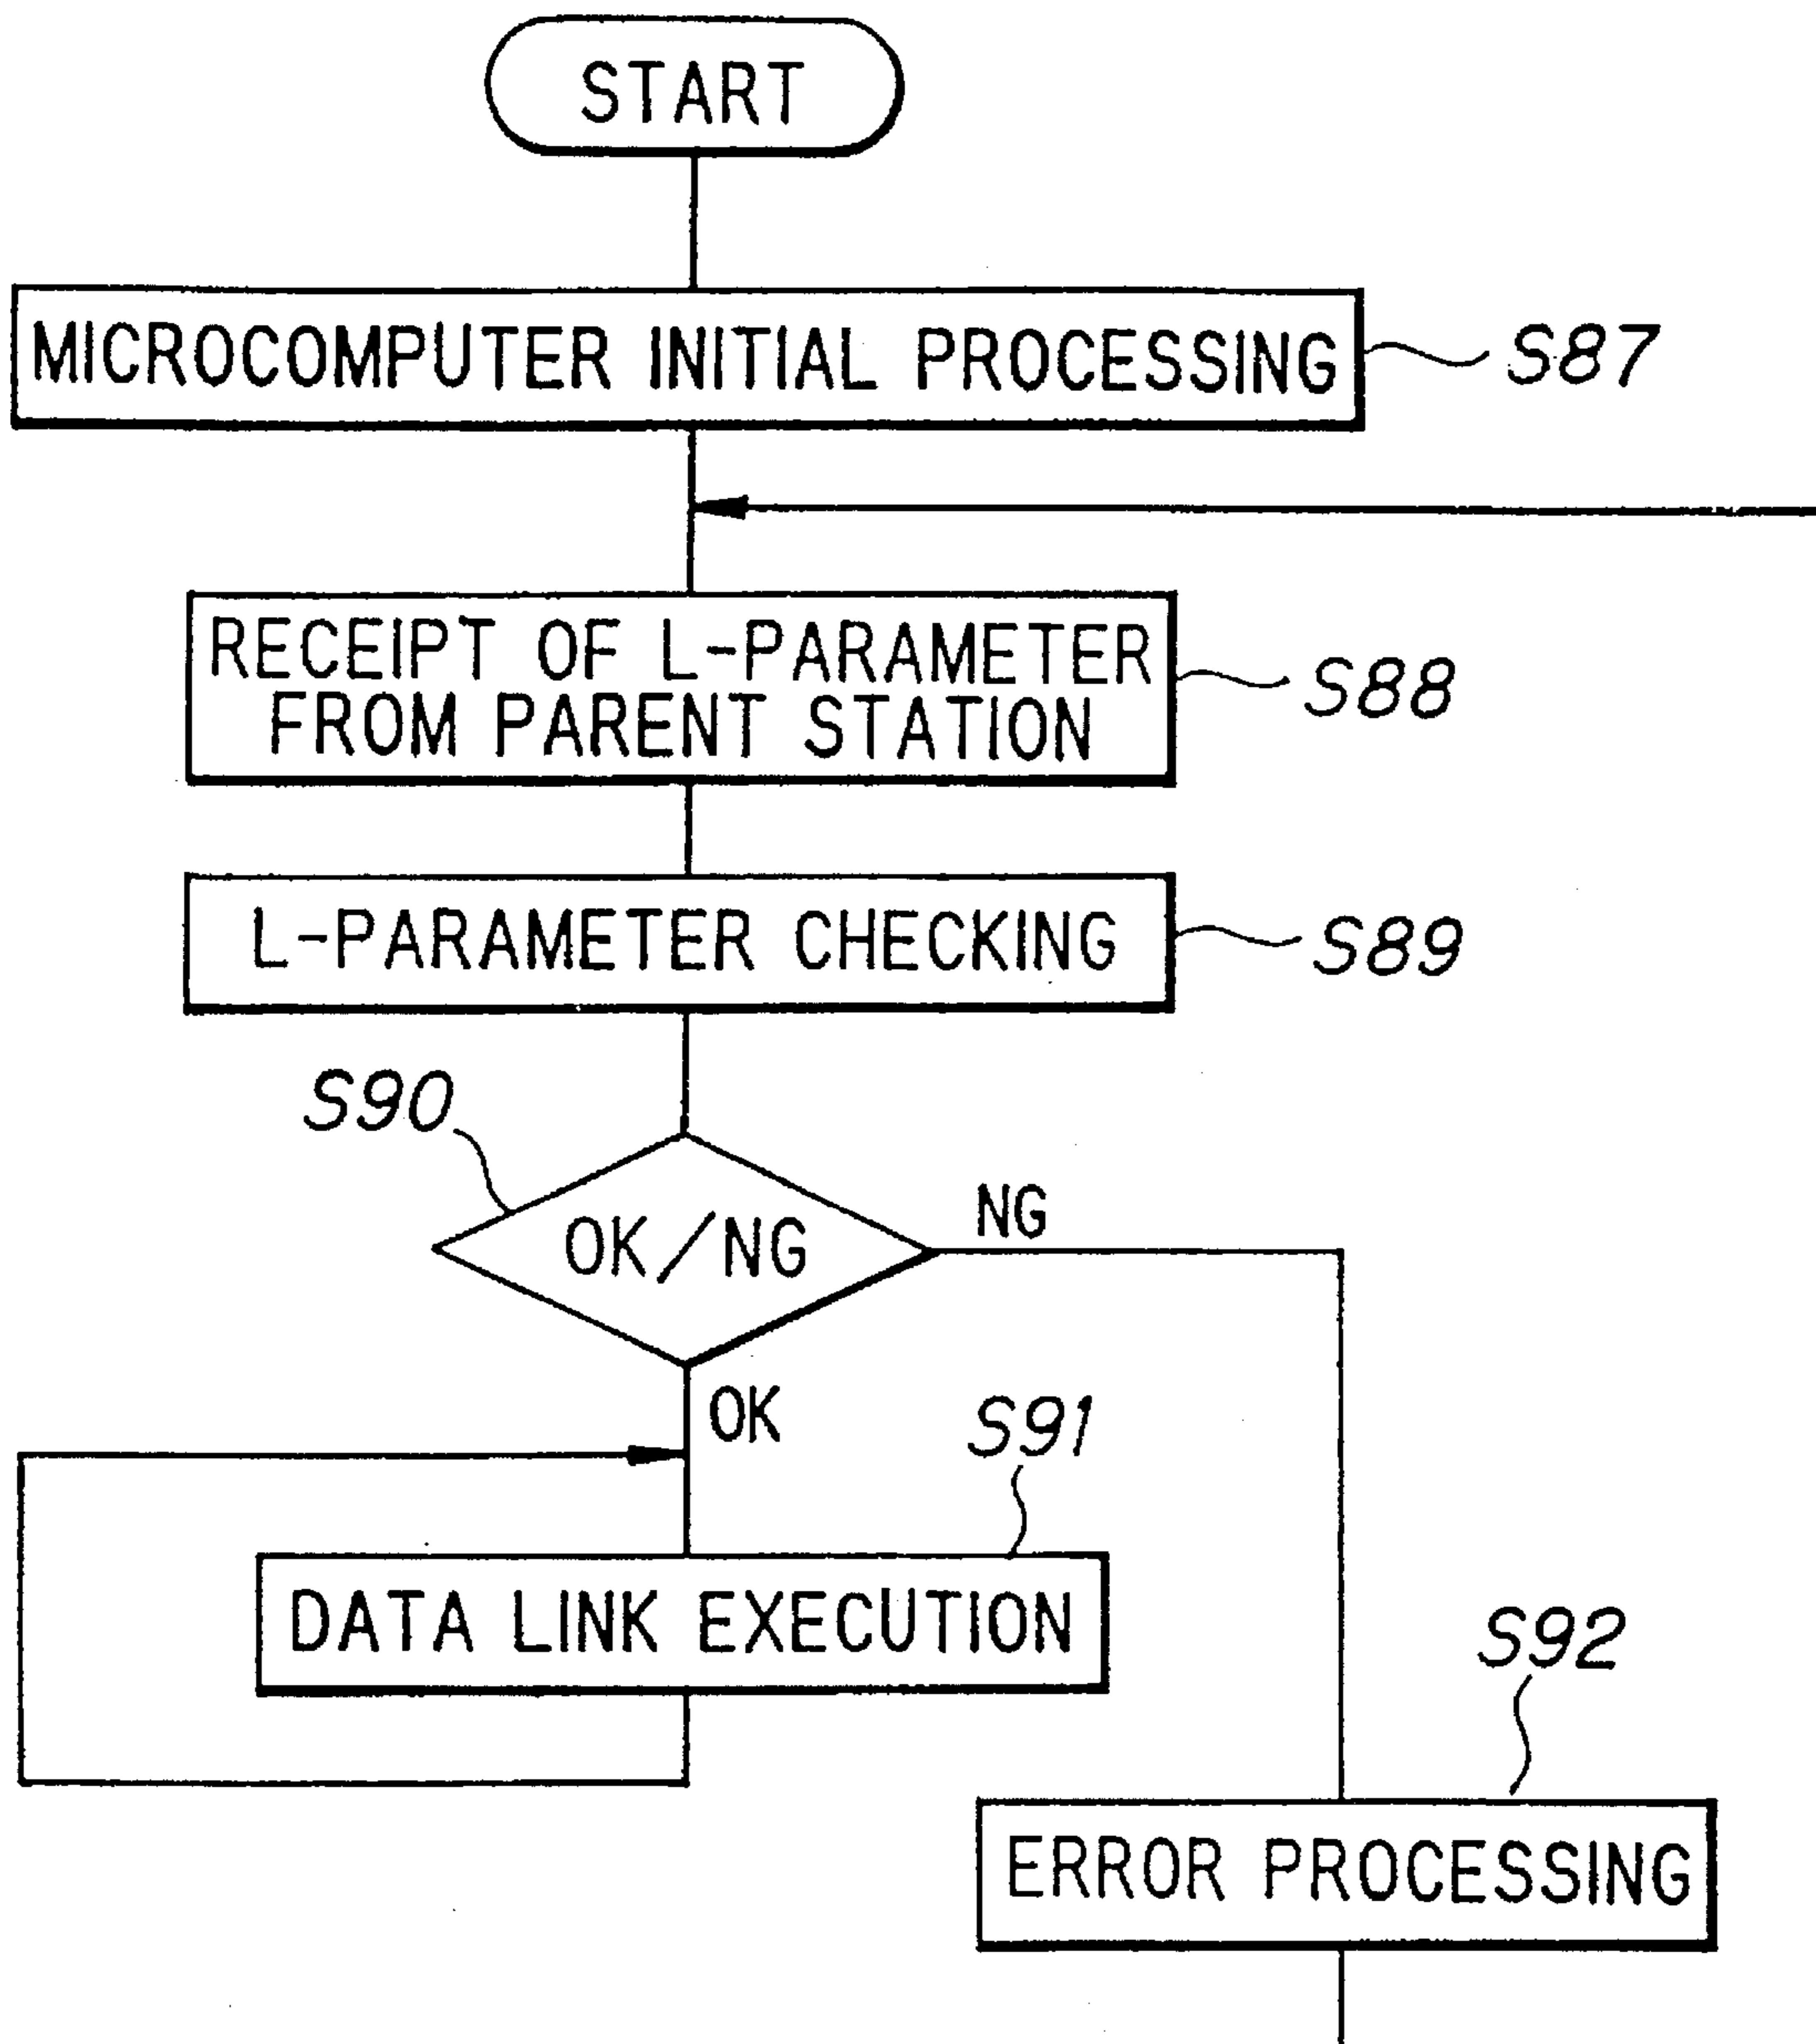 START
MICROCOMPUTER INITIAL PROCESSING
S87
RECEIPT OF L-PARAMETER
FROM PARENT STATION
S88
L-PARAMETER CHECKING
S89
S90
OK/NG
NG
OK
S91
DATA LINK EXECUTION
S92
ERROR PROCESSING